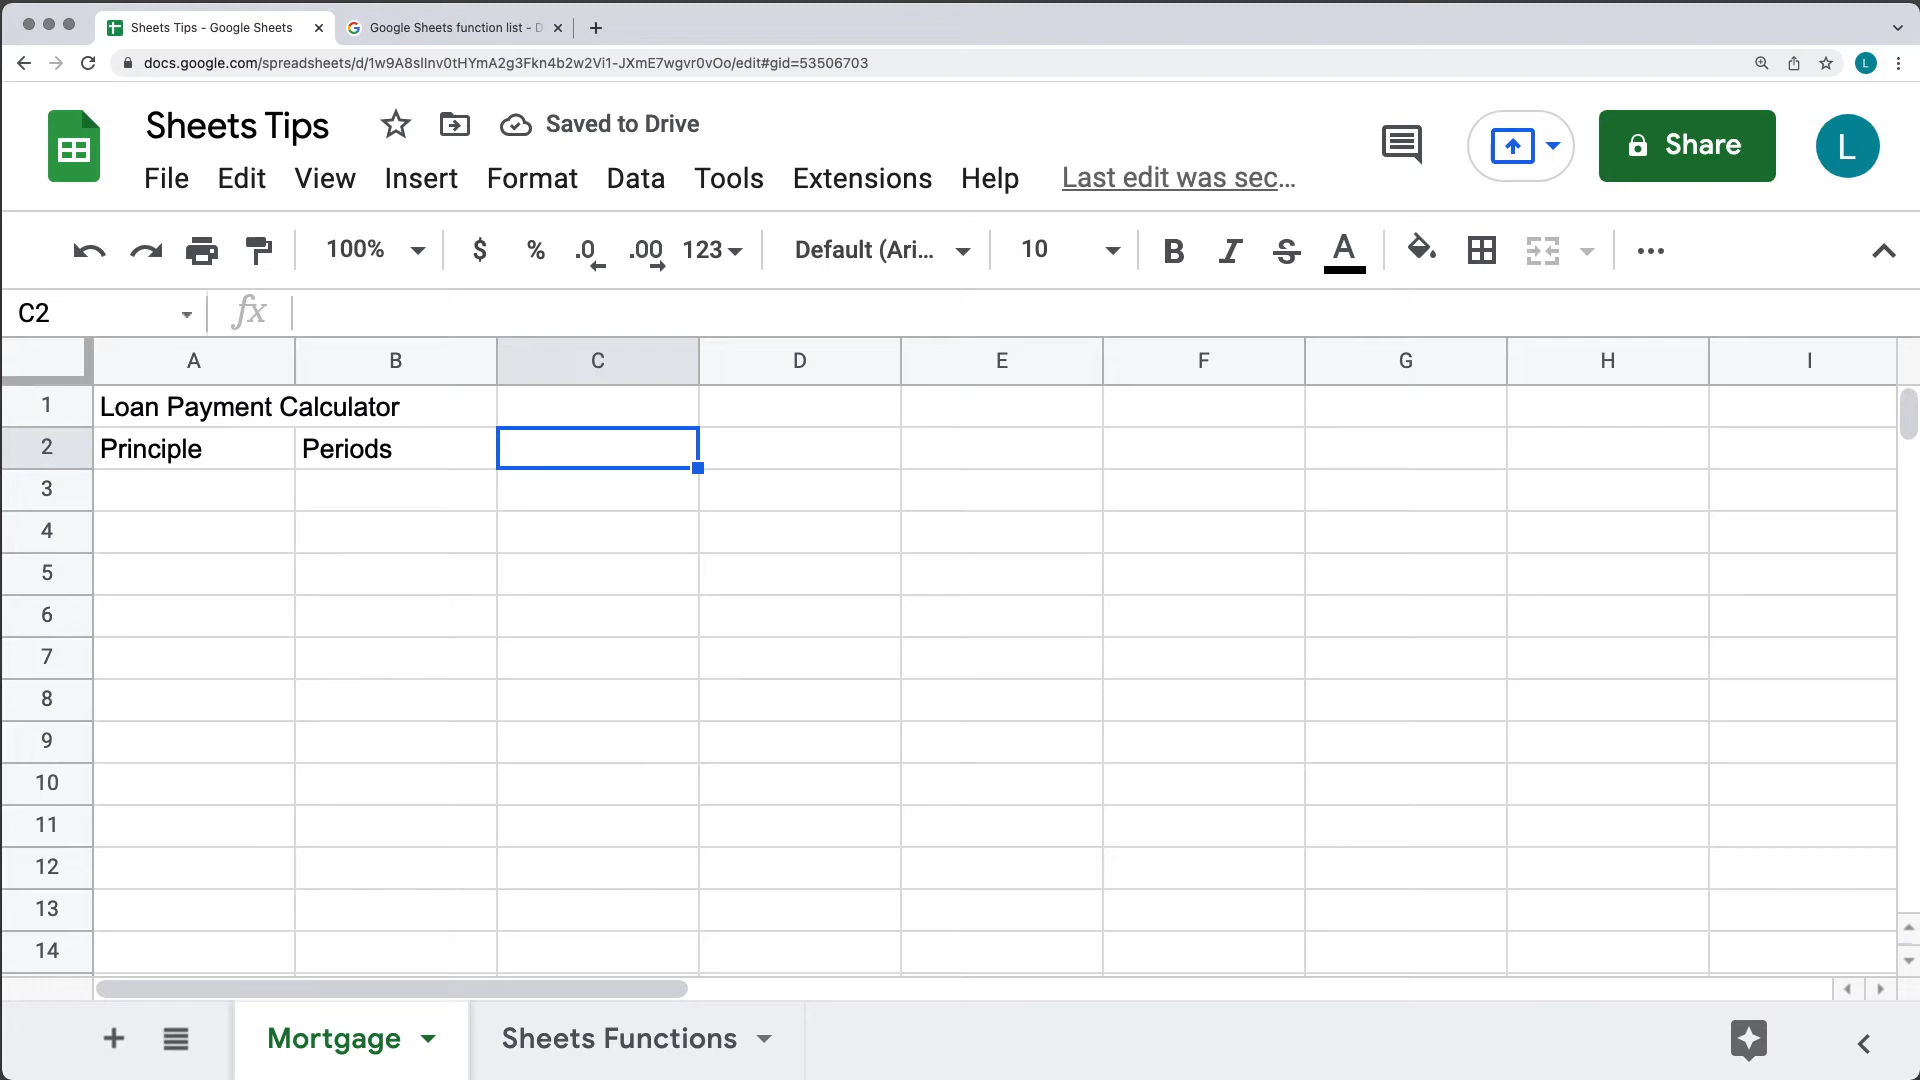 Sheets Tips - Google Sheets
Google Sheets function list - D
docs.google.com/spreadsheets/d/1w9A8sIlnv0tHYmA2g3Fkn4b2w2Vi1-JXmE7wgvr0vOo/edit#gid=53506703
L
Sheets Tips
Saved to Drive
Share
L
File Edit View Insert Format Data Tools Extensions Help Last edit was sec...
100% $ % .0 .00 123 Default (Ari... 10 B I S A
C2 fx
A B C D E F G H I
1 Loan Payment Calculator
2 Principle Periods
3
4
5
6
7
8
9
10
11
12
13
14
Mortgage Sheets Functions